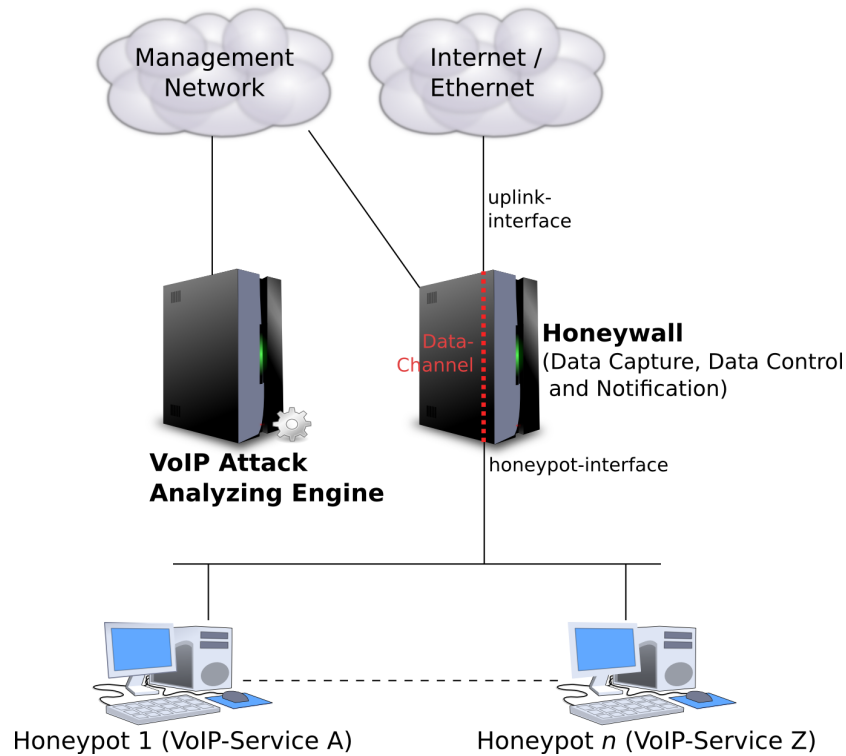 Management
Network
Internet /
Ethernet
uplink-
interface
Data-
Channel
Honeywall
(Data Capture, Data Control
and Notification)
VoIP Attack
Analyzing Engine
honeypot-interface
Honeypot 1 (VoIP-Service A)
Honeypot n (VoIP-Service Z)